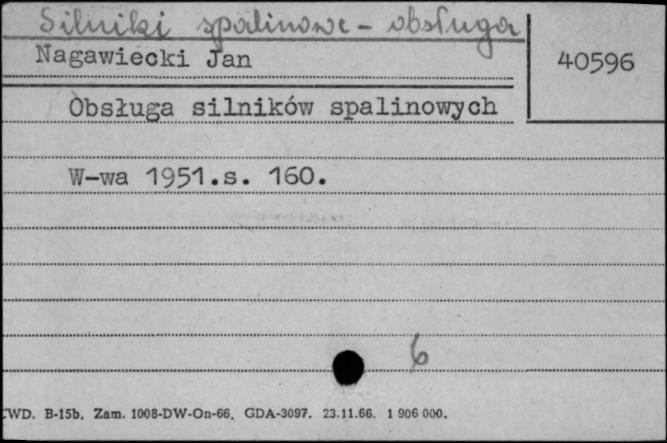 Silniki spalinowe - obsługa
Nagawiecki Jan
40596
Obsługa silników spalinowych
W-wa 1951.s. 160.
6
WD. B-15b. Zam. 1008-DW-On-66. GDA-3097. 23.11.66. 1 906 000.